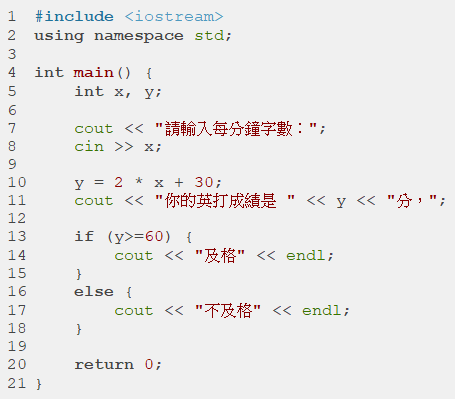 1 #include <iostream>
2 using namespace std;
3
4 int main() {
5     int x, y;
6
7     cout << "請輸入每分鐘字數：";
8     cin >> x;
9
10     y = 2 * x + 30;
11     cout << "你的英打成績是 " << y << "分，";
12
13     if (y>=60) {
14         cout << "及格" << endl;
15     }
16     else {
17         cout << "不及格" << endl;
18     }
19
20     return 0;
21 }